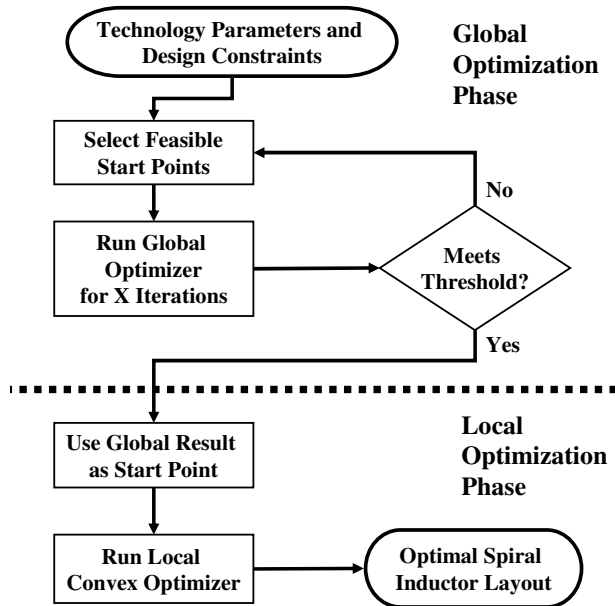 Technology Parameters and
Design Constraints
Global
Optimization
Phase
Select Feasible
Start Points
No
Run Global
Optimizer
for X Iterations
Meets
Threshold?
Yes
Use Global Result
as Start Point
Local
Optimization
Phase
Run Local
Convex Optimizer
Optimal Spiral
Inductor Layout